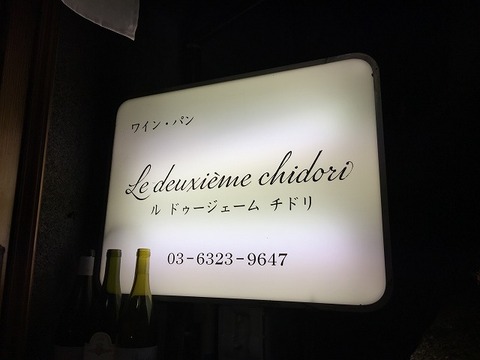 ワイン・パン
Le deuxième chidori
ル ドゥージェーム チドリ
03-6323-9647